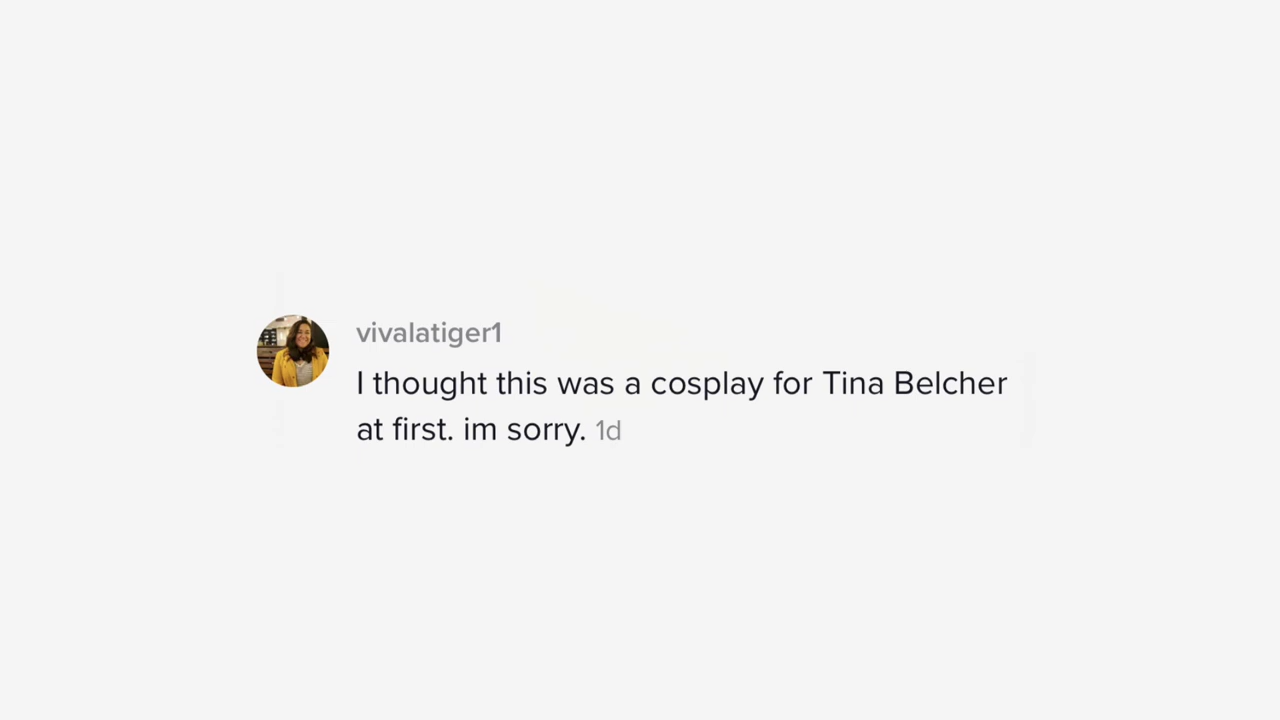 vivalatiger1
I thought this was a cosplay for Tina Belcher
at first. im sorry. 1d